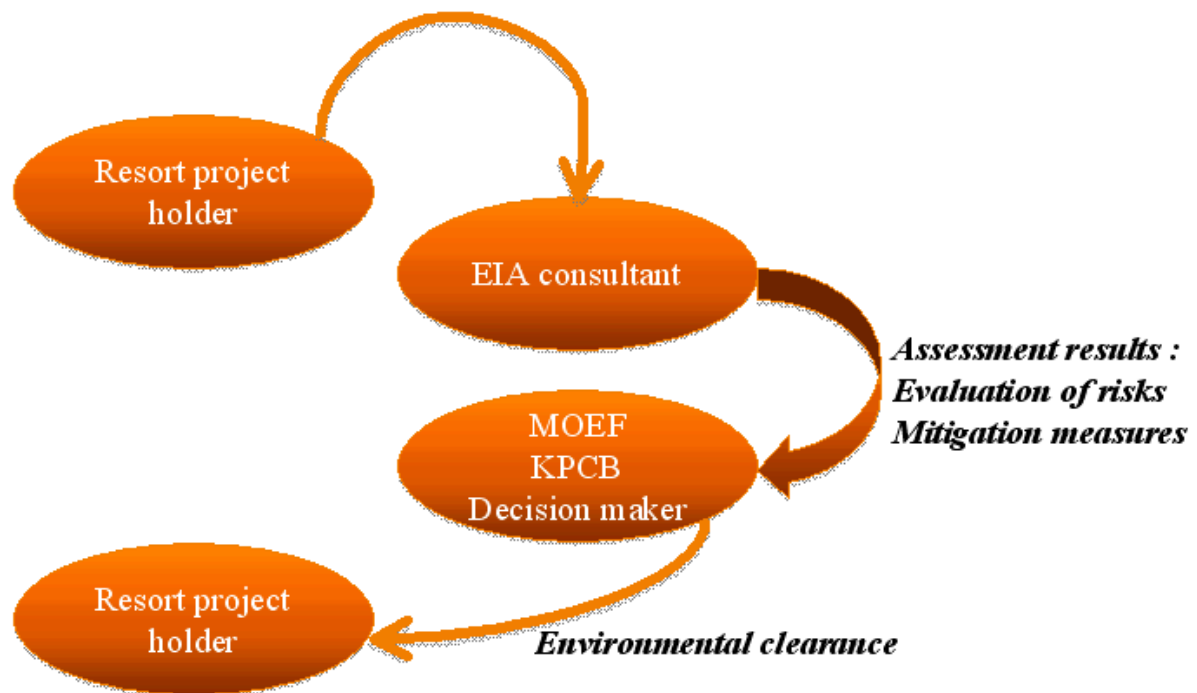 Resort project
holder
EIA consultant
Assessment results :
Evaluation of risks
Mitigation measures
MOEF
KPCB
Decision maker
Resort project
holder
Environmental clearance